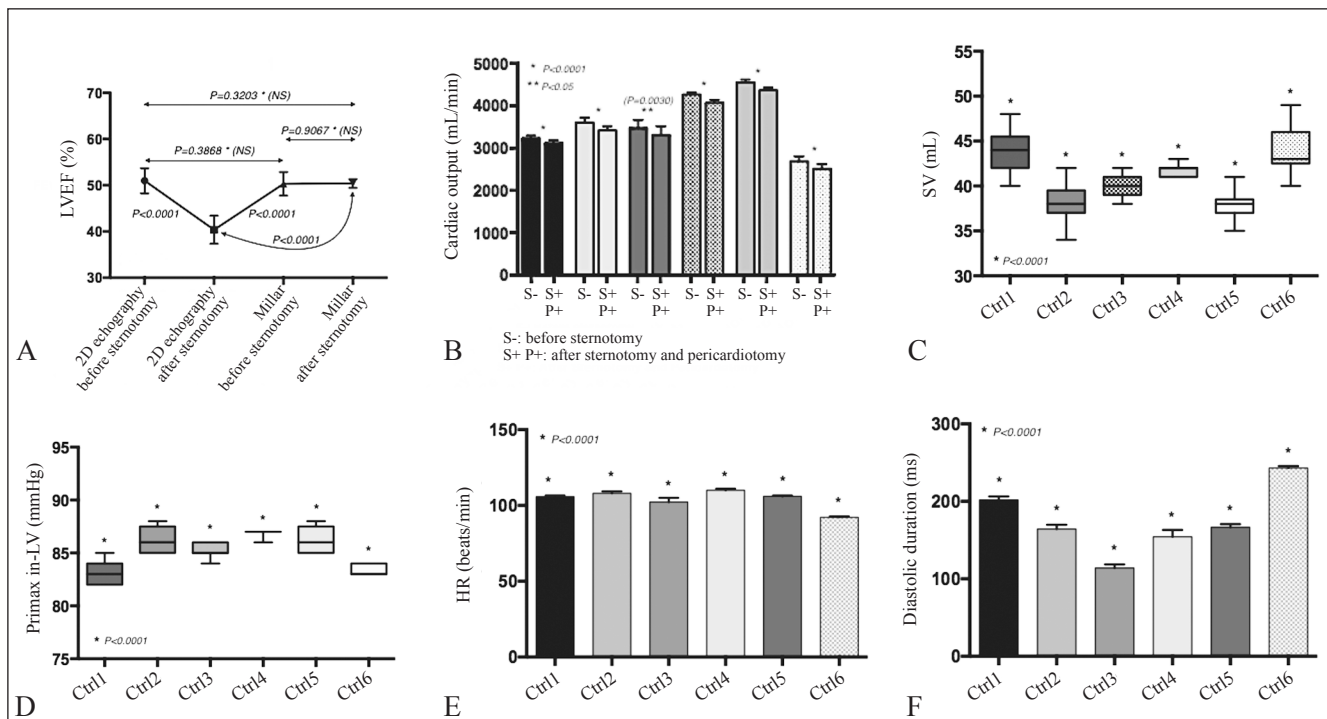 70
60
50
40
30
LVEF (%)
P=0.3203 * (NS)
P=0.9067 * (NS)
P=0.3868 * (NS)
P<0.0001
P<0.0001
P<0.0001
2D echography
before sternotomy
2D echography
after sternotomy
Millar
before sternotomy
Millar
after sternotomy
A
5000
4000
3000
2000
1000
0
Cardiac output (mL/min)
* P<0.0001
** P<0.05
(P=0.0030)
*
*
**
*
*
*
S- S+ S- S+ S- S+ S- S+ S- S+ S- S+
P+ P+ P+ P+ P+ P+
S-: before sternotomy
S+ P+: after sternotomy and pericardiotomy
B
55
50
45
40
35
30
SV (mL)
*
*
*
*
*
*
* P<0.0001
Ctrl1 Ctrl2 Ctrl3 Ctrl4 Ctrl5 Ctrl6
C
95
90
85
80
75
Primax in-LV (mmHg)
*
*
*
*
*
*
* P<0.0001
Ctrl1 Ctrl2 Ctrl3 Ctrl4 Ctrl5 Ctrl6
D
150
100
50
0
HR (beats/min)
* P<0.0001
*
*
*
*
*
*
Ctrl1 Ctrl2 Ctrl3 Ctrl4 Ctrl5 Ctrl6
E
300
200
100
0
Diastolic duration (ms)
* P<0.0001
*
*
*
*
*
*
Ctrl1 Ctrl2 Ctrl3 Ctrl4 Ctrl5 Ctrl6
F